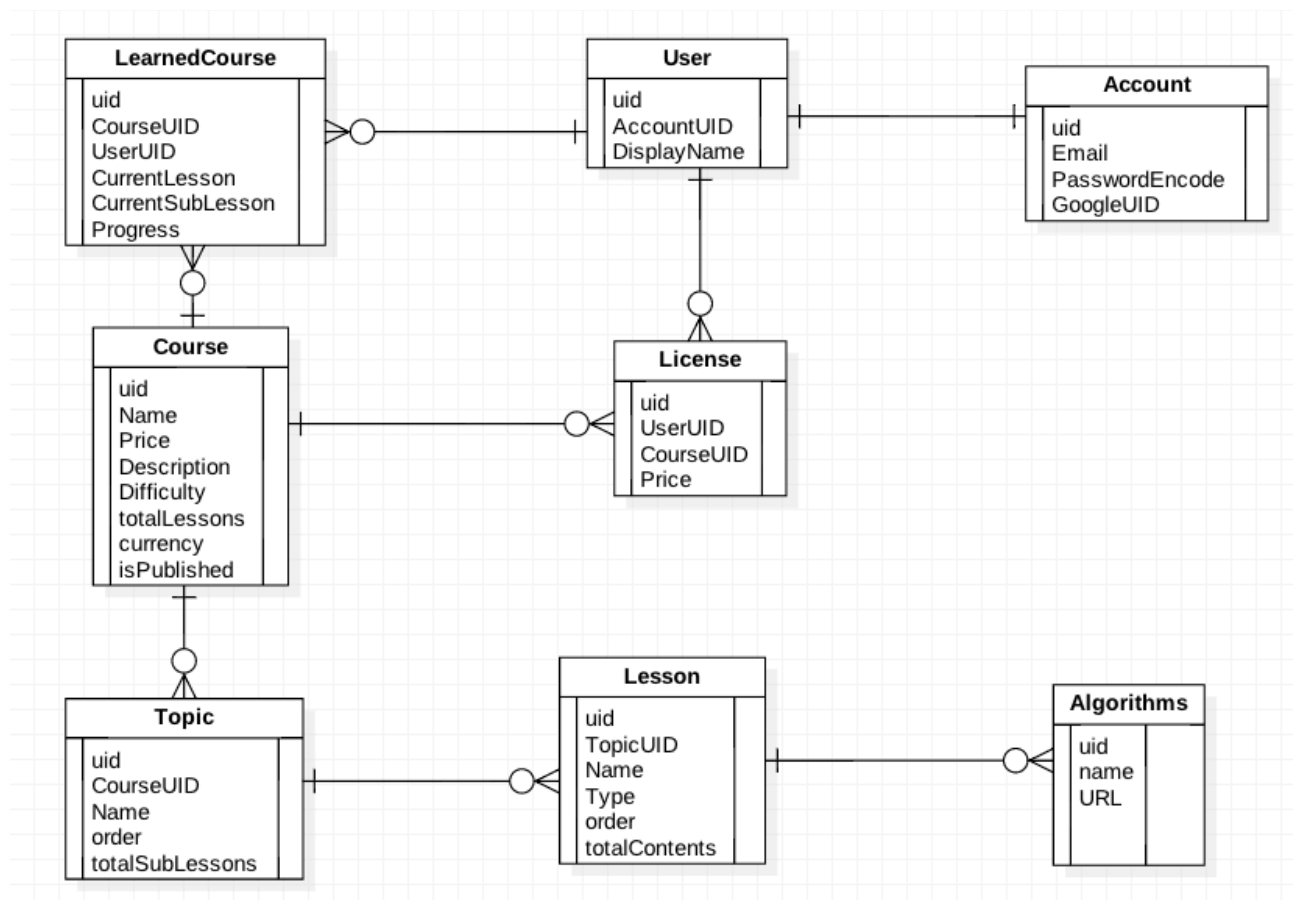 LearnedCourse
uid
CourseUID
UserUID
CurrentLesson
CurrentSubLesson
Progress
User
uid
AccountUID
DisplayName
Account
uid
Email
PasswordEncode
GoogleUID
Course
uid
Name
Price
Description
Difficulty
totalLessons
currency
isPublished
License
uid
UserUID
CourseUID
Price
Topic
uid
CourseUID
Name
order
totalSubLessons
Lesson
uid
TopicUID
Name
Type
order
totalContents
Algorithms
uid
name
URL